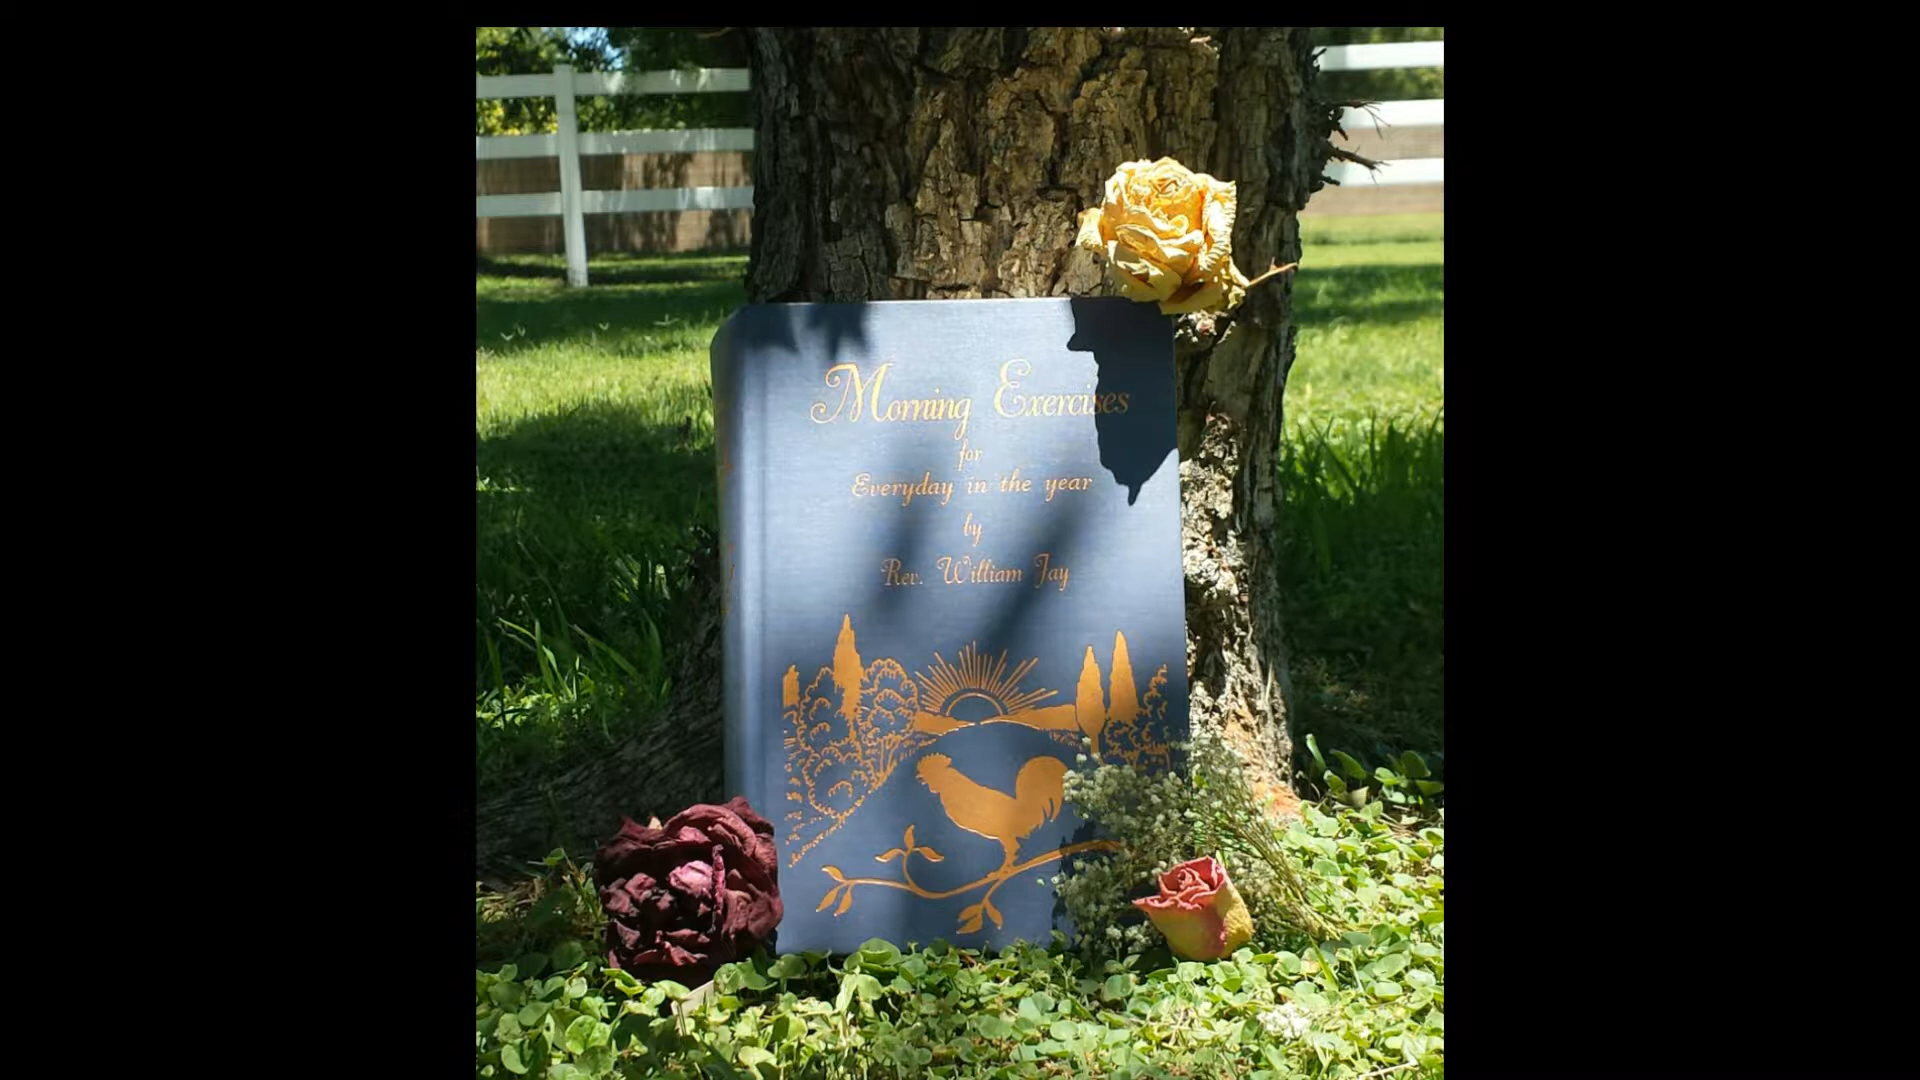 Morning Exercises
for
Everyday in the year
by
Rev. William Jay